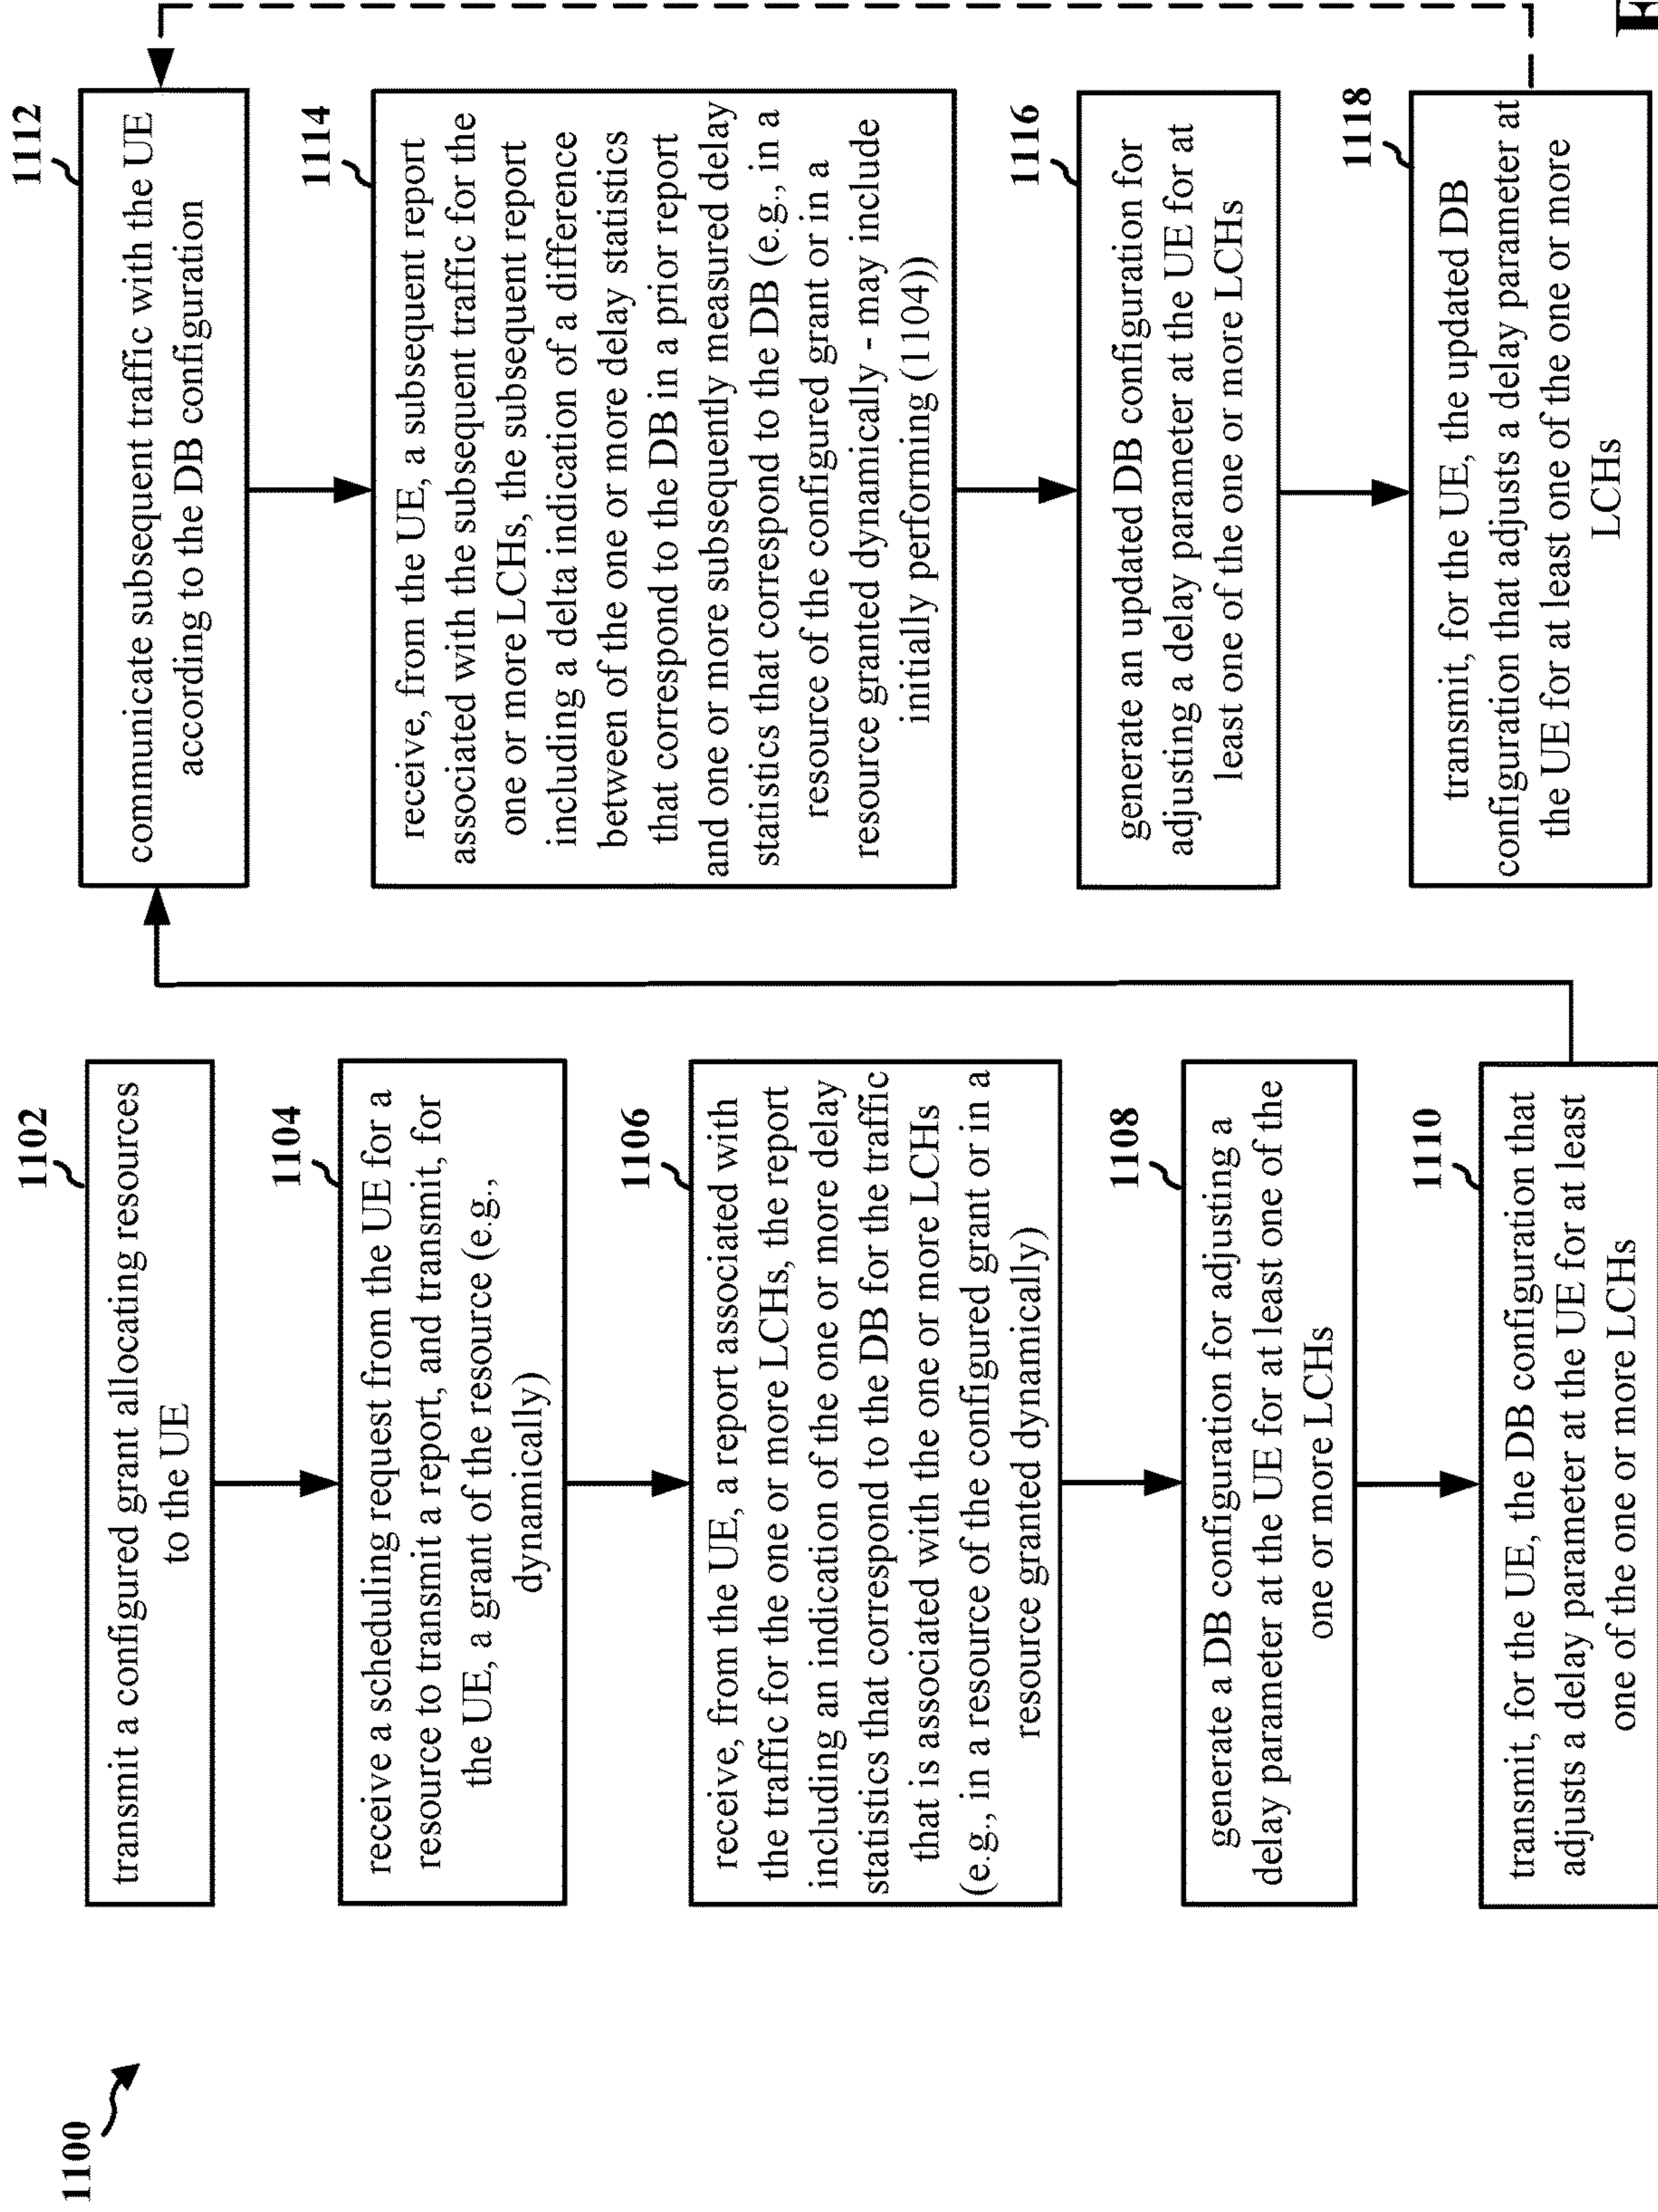 1100
1102
transmit a configured grant allocating resources
to the UE
1104
receive a scheduling request from the UE for a
resource to transmit a report, and transmit, for
the UE, a grant of the resource (e.g.,
dynamically)
1106
receive, from the UE, a report associated with
the traffic for the one or more LCHs, the report
including an indication of the one or more delay
statistics that correspond to the DB for the traffic
that is associated with the one or more LCHs
(e.g., in a resource of the configured grant or in a
resource granted dynamically)
1108
generate a DB configuration for adjusting a
delay parameter at the UE for at least one of the
one or more LCHs
1110
transmit, for the UE, the DB configuration that
adjusts a delay parameter at the UE for at least
one of the one or more LCHs
1112
communicate subsequent traffic with the UE
according to the DB configuration
1114
receive, from the UE, a subsequent report
associated with the subsequent traffic for the
one or more LCHs, the subsequent report
including a delta indication of a difference
between of the one or more delay statistics
that correspond to the DB in a prior report
and one or more subsequently measured delay
statistics that correspond to the DB (e.g., in a
resource of the configured grant or in a
resource granted dynamically - may include
initially performing (1104))
1116
generate an updated DB configuration for
adjusting a delay parameter at the UE for at
least one of the one or more LCHs
1118
transmit, for the UE, the updated DB
configuration that adjusts a delay parameter at
the UE for at least one of the one or more
LCHs